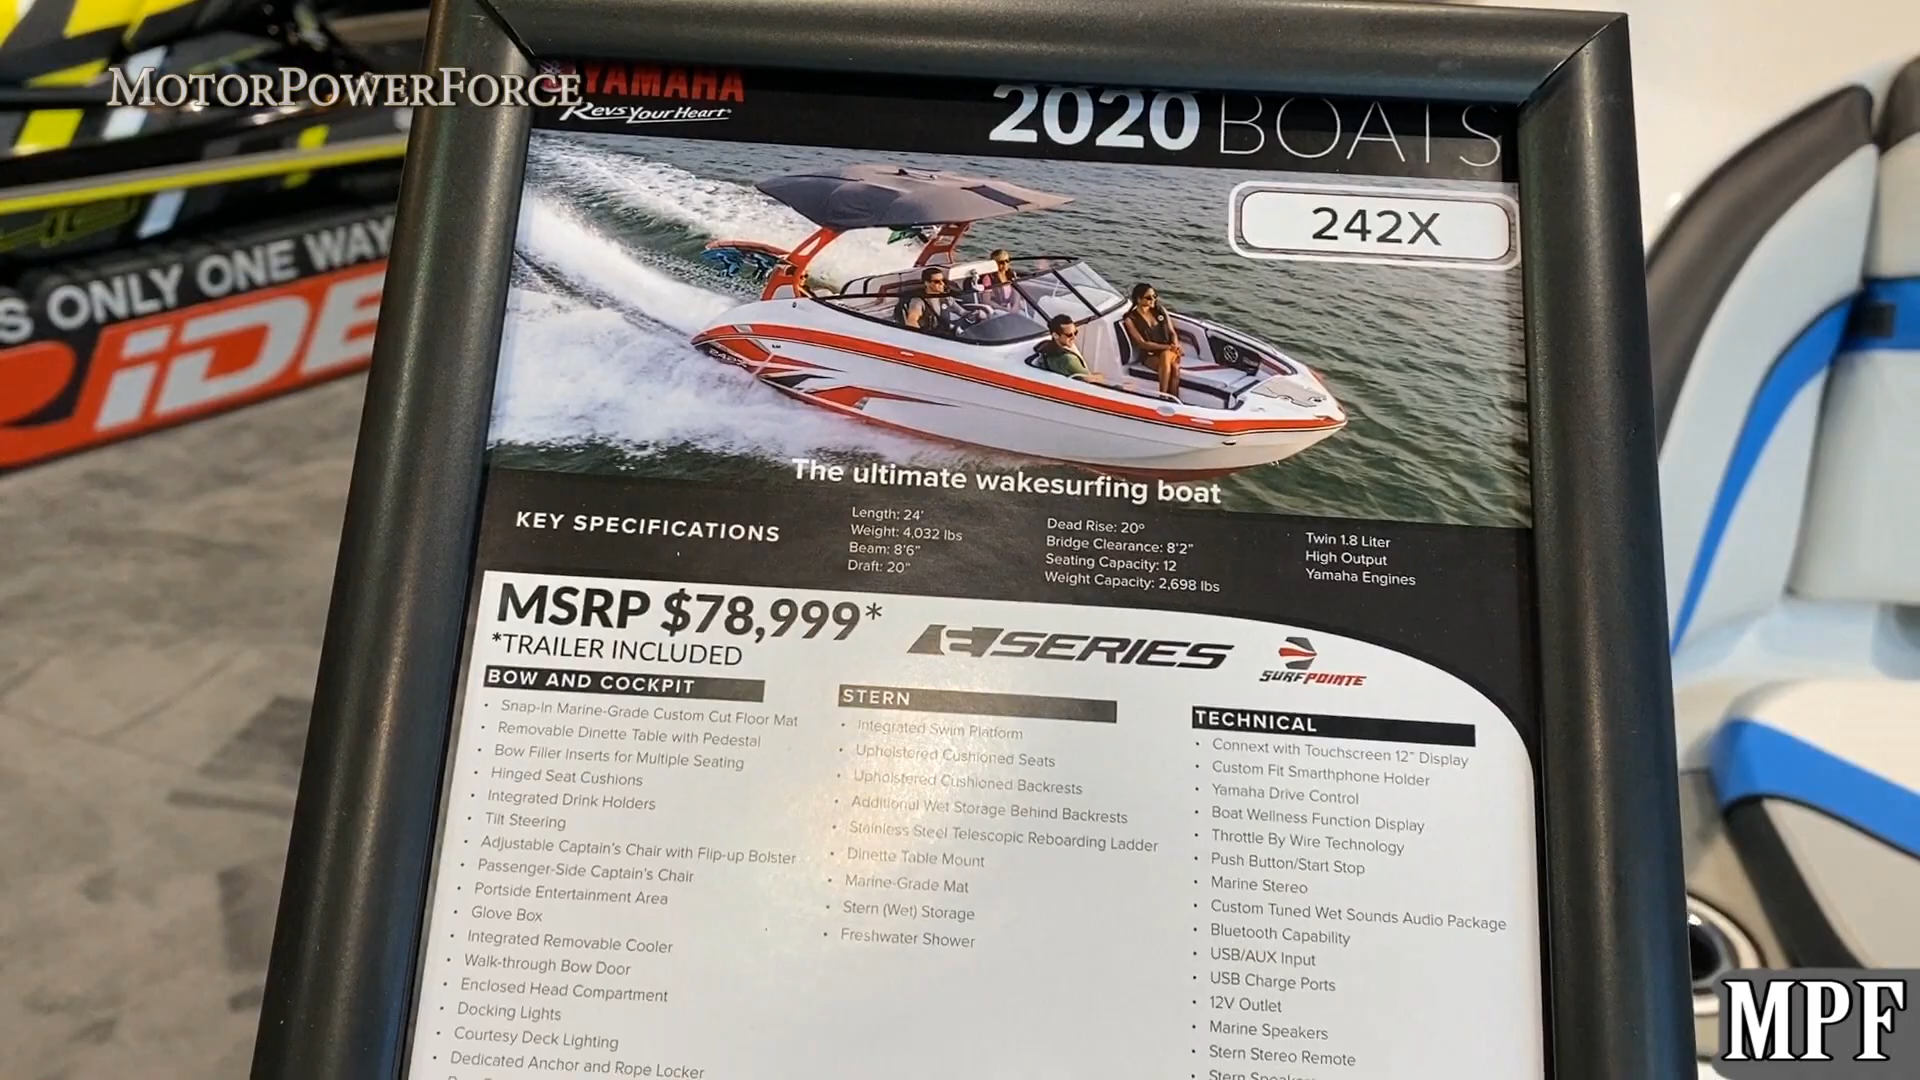 MotorPowerForce
YAMAHA
Revs Your Heart
2020 BOATS
242X
S ONLY ONE WAY
RiDE
The ultimate wakesurfing boat
KEY SPECIFICATIONS
Length: 24'
Weight: 4,032 lbs
Beam: 8'6"
Draft: 20"
Dead Rise: 20º
Bridge Clearance: 8'2"
Seating Capacity: 12
Weight Capacity: 2,698 lbs
Twin 1.8 Liter
High Output
Yamaha Engines
MSRP $78,999*
*TRAILER INCLUDED
E SERIES
SURFPOINTE
BOW AND COCKPIT
• Snap-In Marine-Grade Custom Cut Floor Mat
• Removable Dinette Table with Pedestal
• Bow Filler Inserts for Multiple Seating
• Hinged Seat Cushions
• Integrated Drink Holders
• Tilt Steering
• Adjustable Captain's Chair with Flip-up Bolster
• Passenger-Side Captain's Chair
• Portside Entertainment Area
• Glove Box
• Integrated Removable Cooler
• Walk-through Bow Door
• Enclosed Head Compartment
• Docking Lights
• Courtesy Deck Lighting
• Dedicated Anchor and Rope Locker
STERN
• Integrated Swim Platform
• Upholstered Cushioned Seats
• Upholstered Cushioned Backrests
• Additional Wet Storage Behind Backrests
• Stainless Steel Telescopic Reboarding Ladder
• Dinette Table Mount
• Marine-Grade Mat
• Stern (Wet) Storage
• Freshwater Shower
TECHNICAL
• Connext with Touchscreen 12" Display
• Custom Fit Smarthphone Holder
• Yamaha Drive Control
• Boat Wellness Function Display
• Throttle By Wire Technology
• Push Button/Start Stop
• Marine Stereo
• Custom Tuned Wet Sounds Audio Package
• Bluetooth Capability
• USB/AUX Input
• USB Charge Ports
• 12V Outlet
• Marine Speakers
• Stern Stereo Remote
• Stern
MPF